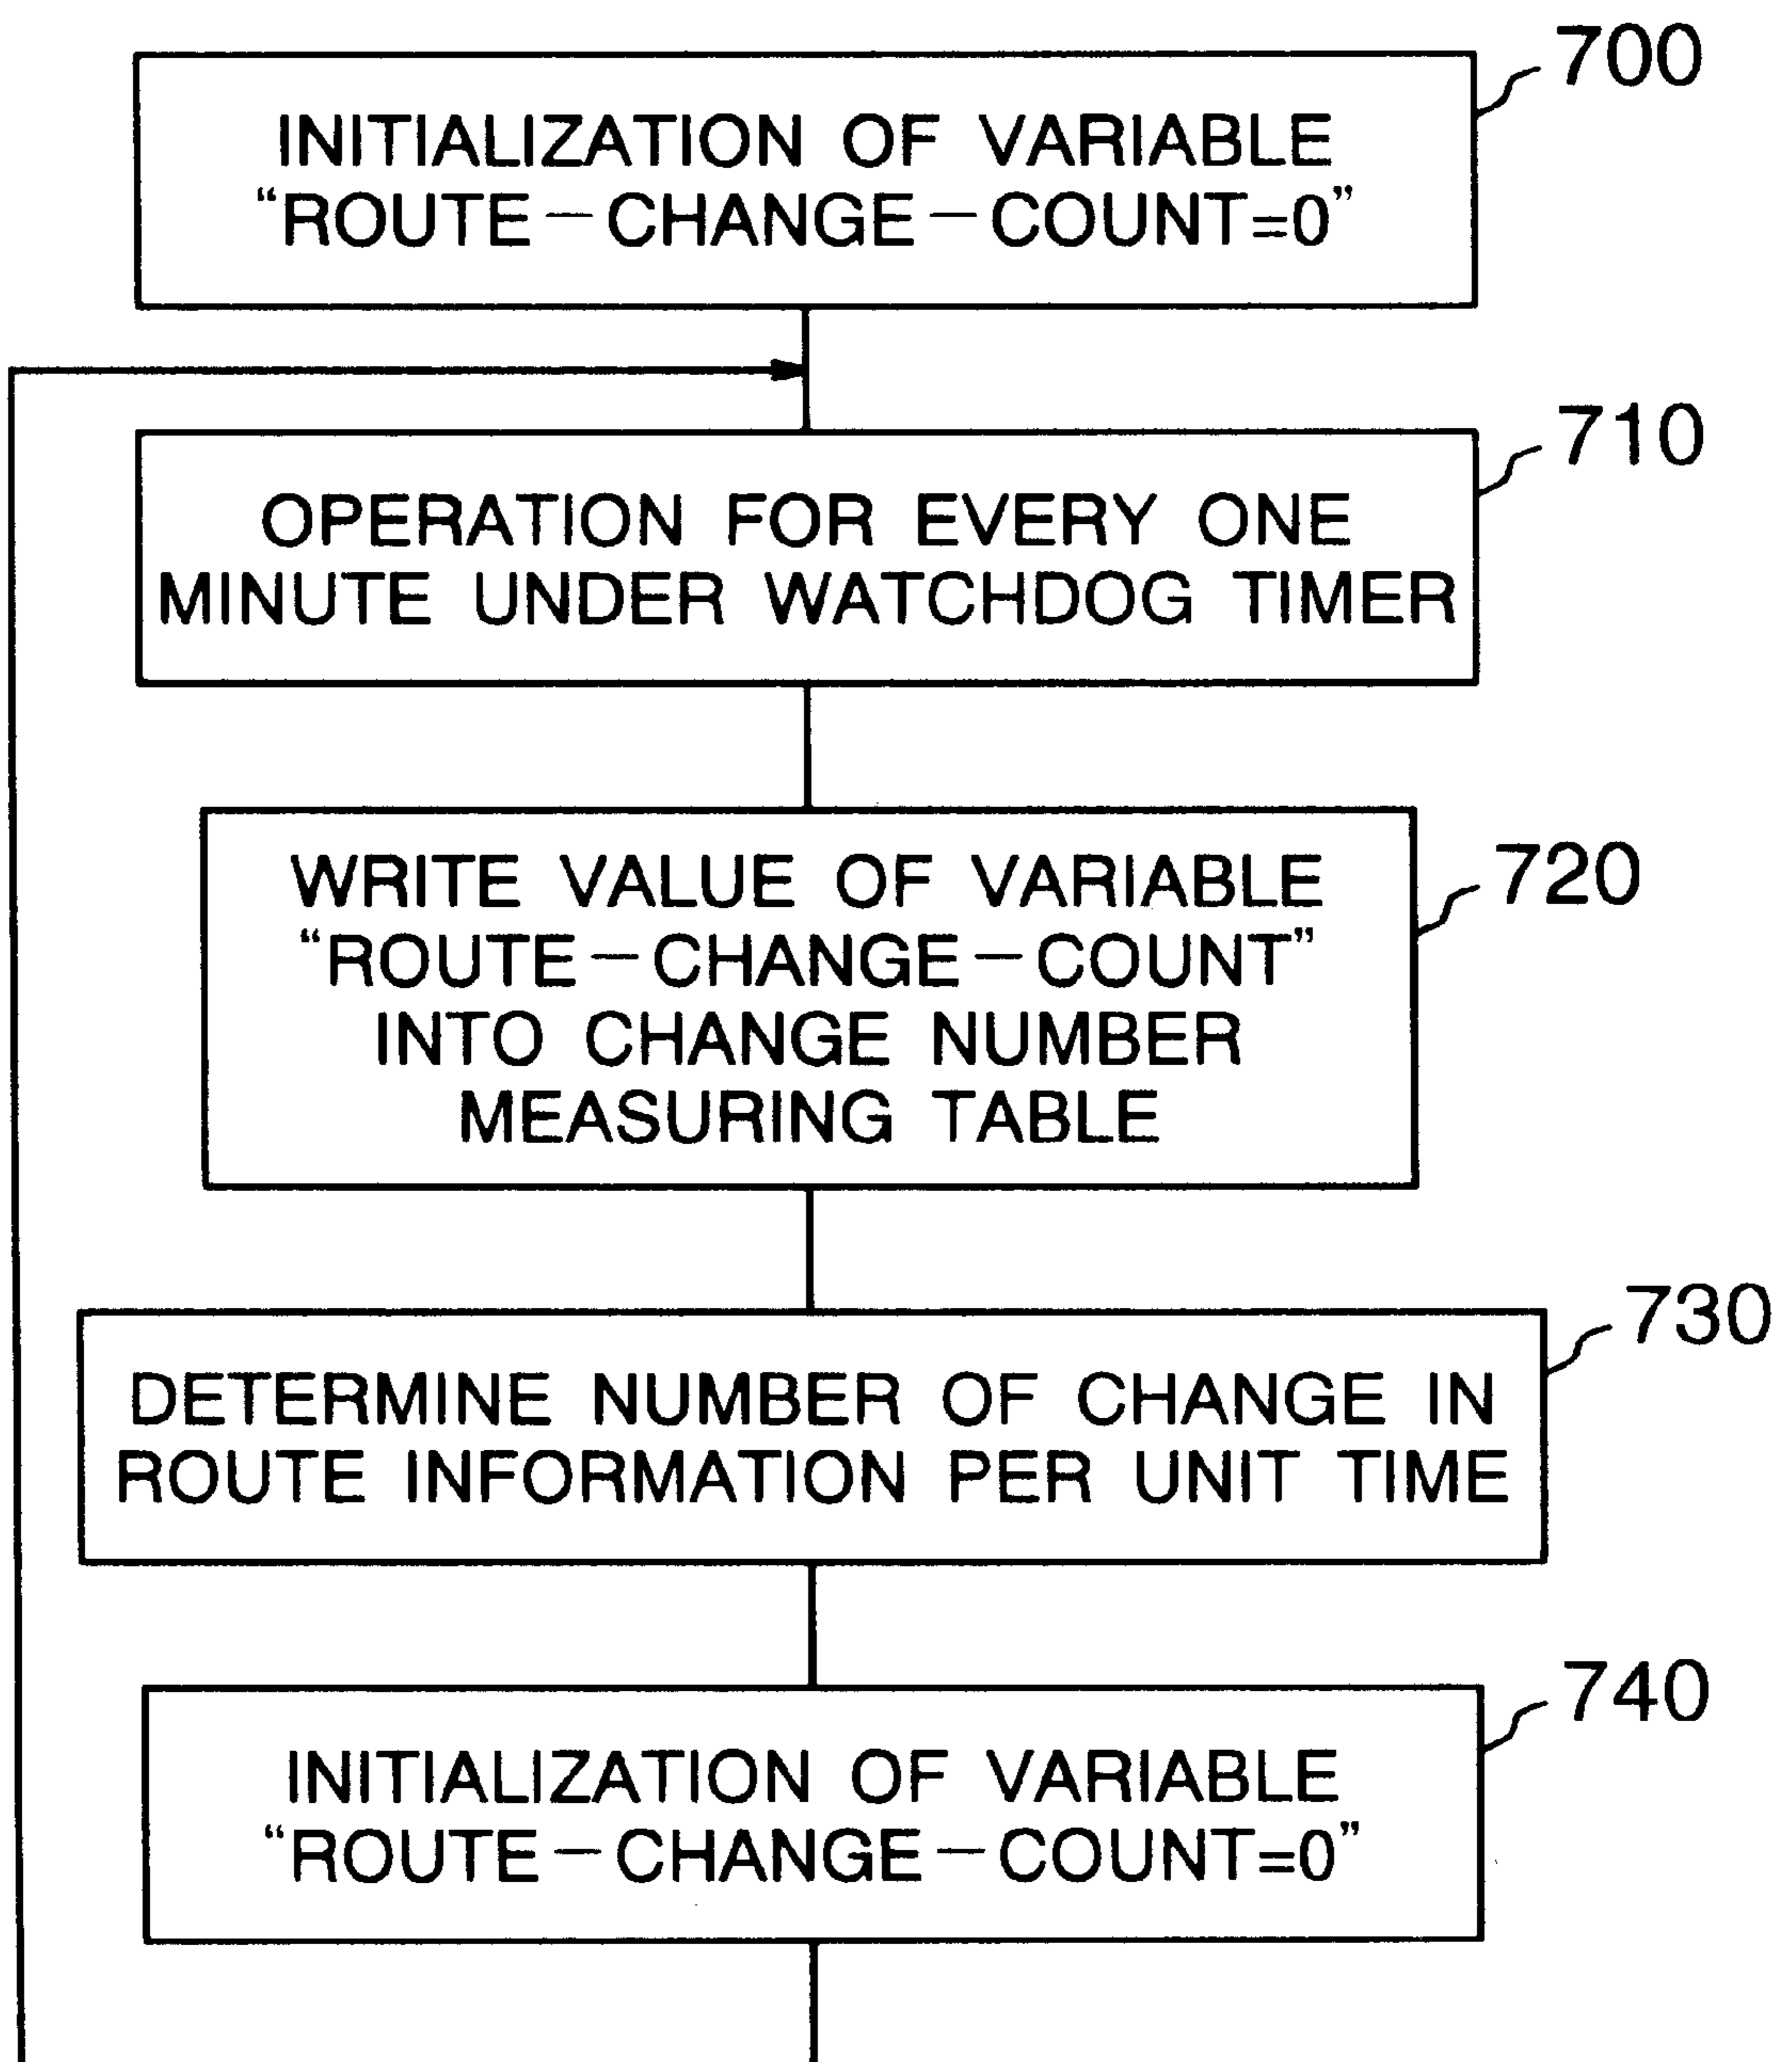 700
INITIALIZATION OF VARIABLE
“ROUTE—CHANGE—COUNT=0”
710
OPERATION FOR EVERY ONE
MINUTE UNDER WATCHDOG TIMER
720
WRITE VALUE OF VARIABLE
“ROUTE—CHANGE—COUNT”
INTO CHANGE NUMBER
MEASURING TABLE
730
DETERMINE NUMBER OF CHANGE IN
ROUTE INFORMATION PER UNIT TIME
740
INITIALIZATION OF VARIABLE
“ROUTE—CHANGE—COUNT=0”